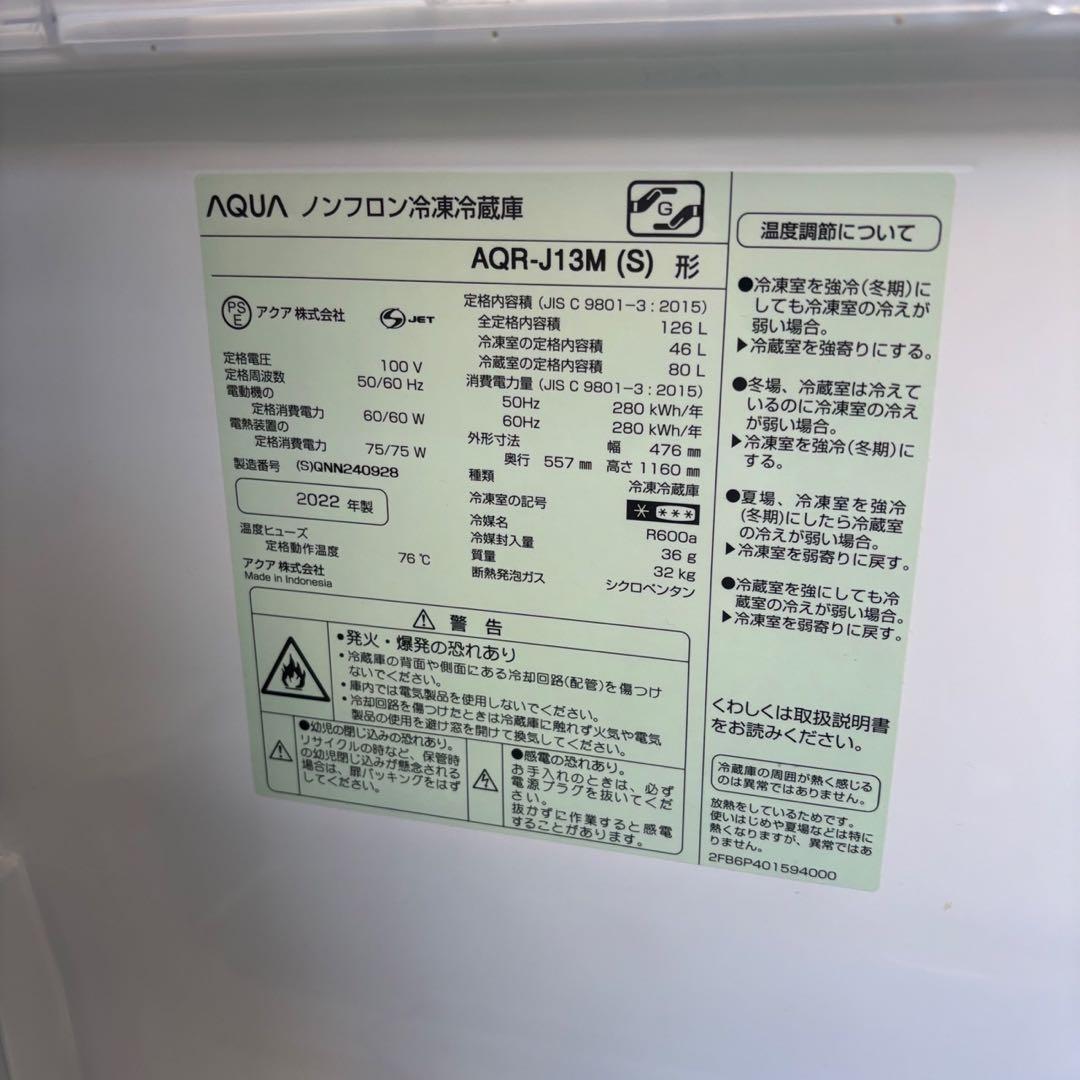 AQUA ノンフロン冷凍冷蔵庫
G
AQR-J13M (S) 形
PSE アクア株式会社
S JET
定格電圧 100 V
定格周波数 50/60 Hz
電動機の
定格消費電力 60/60 W
電熱装置の
定格消費電力 75/75 W
製造番号 (S)QNN240928
2022 年製
温度ヒューズ
定格動作温度 76 ℃
アクア株式会社
Made in Indonesia
定格内容積 (JIS C 9801-3 : 2015)
全定格内容積 126 L
冷凍室の定格内容積 46 L
冷蔵室の定格内容積 80 L
消費電力量 (JIS C 9801-3 : 2015)
50Hz 280 kWh/年
60Hz 280 kWh/年
外形寸法 幅 476 mm
奥行 557 mm 高さ 1160 mm
種類 冷凍冷蔵庫
冷凍室の記号 * ***
冷媒名 R600a
冷媒封入量 36 g
質量 32 kg
断熱発泡ガス シクロペンタン
警告
•発火・爆発の恐れあり
・冷蔵庫の背面や側面にある冷却回路(配管)を傷つけ
ないでください。
・庫内では電気製品を使用しないでください。
・冷却回路を傷つけたときは冷蔵庫に触れず火気や電気
製品の使用を避け窓を開けて換気してください。
●幼児の閉じ込みの恐れあり。
リサイクルの時など、保管時
の幼児閉じ込みが懸念される
場合は、扉パッキングをはず
してください。
●感電の恐れあり。
お手入れのときは、必ず
電源プラグを抜いてくだ
さい。
抜かずに作業すると感電
することがあります。
温度調節について
●冷凍室を強冷(冬期)に
しても冷凍室の冷えが
弱い場合。
▶冷蔵室を強寄りにする。
●冬場、冷蔵室は冷えて
いるのに冷凍室の冷え
が弱い場合。
▶冷凍室を強冷(冬期)に
する。
●夏場、冷凍室を強冷
(冬期)にしたら冷蔵室
の冷えが弱い場合。
▶冷凍室を弱寄りに戻す。
●冷蔵室を強にしても冷
蔵室の冷えが弱い場合。
▶冷凍室を弱寄りに戻す。
くわしくは取扱説明書
をお読みください。
冷蔵庫の周囲が熱く感じる
のは異常ではありません。
放熱をしているためです。
使いはじめや夏場などは特に
熱くなりますが、異常ではあ
りません。
2FB6P401594000